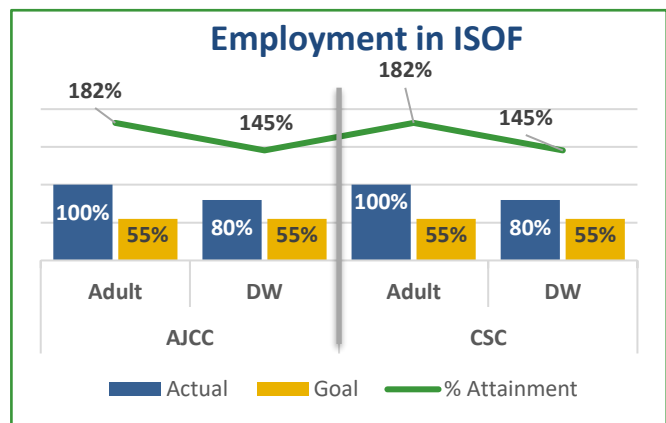 Employment in ISOF
182%
145%
182%
145%
100%
55%
80%
55%
100%
55%
80%
55%
Adult
DW
Adult
DW
AJCC
CSC
Actual
Goal
% Attainment